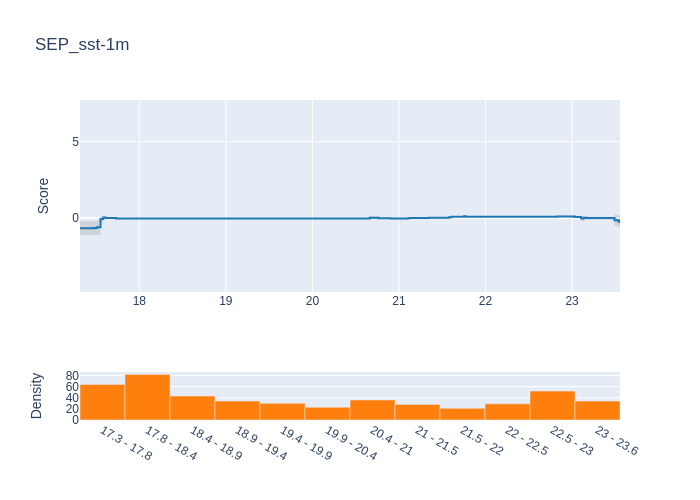 SEP_sst-1m
Score
5
0
18 19 20 21 22 23
Density
80
60
40
20
0
17.3 - 17.8
17.8 - 18.4
18.4 - 18.9
18.9 - 19.4
19.4 - 19.9
19.9 - 20.4
20.4 - 21
21 - 21.5
21.5 - 22
22 - 22.5
22.5 - 23
23 - 23.6